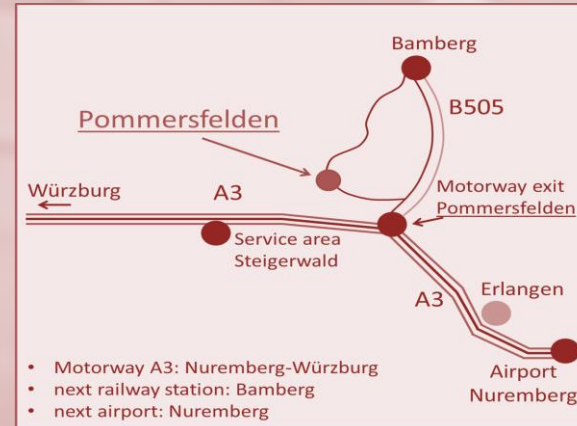 Bamberg
B505
Pommersfelden
Motorway exit
Pommersfelden
Würzburg
A3
Service area
Steigerwald
A3
Erlangen
Airport
Nuremberg
• Motorway A3: Nuremberg-Würzburg
• next railway station: Bamberg
• next airport: Nuremberg